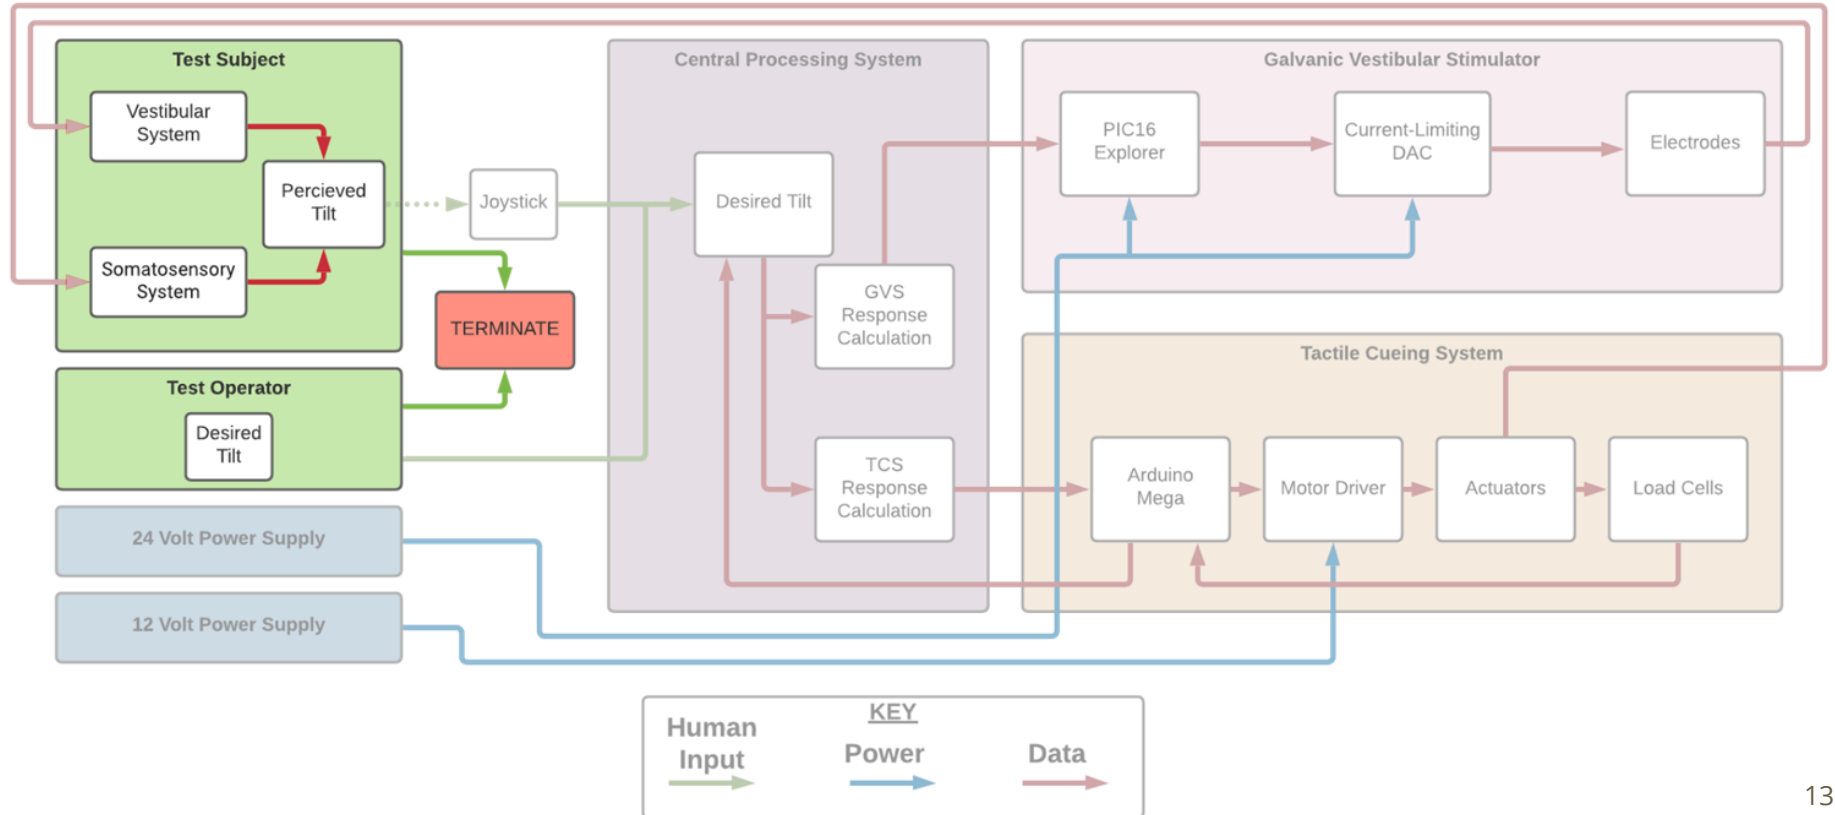 Test Subject
Vestibular
System
Percieved
Tilt
Somatosensory
System
Joystick
TERMINATE
Test Operator
Desired
Tilt
24 Volt Power Supply
12 Volt Power Supply
Central Processing System
Desired Tilt
GVS
Response
Calculation
TCS
Response
Calculation
Galvanic Vestibular Stimulator
PIC16
Explorer
Current-Limiting
DAC
Electrodes
Tactile Cueing System
Arduino
Mega
Motor Driver
Actuators
Load Cells
KEY
Human
Input
Power
Data
13